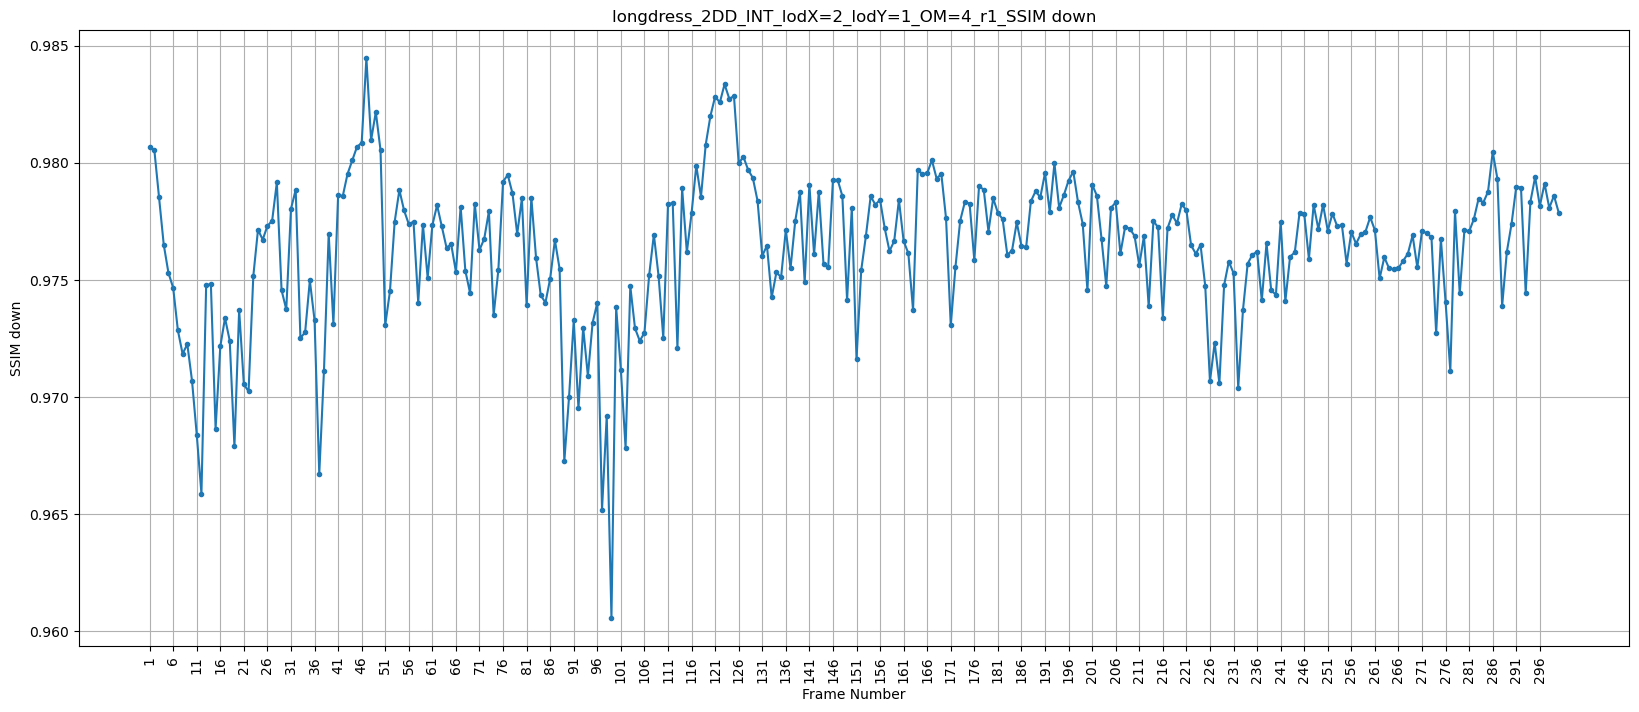 longdress_2DD_INT_lodX=2_lodY=1_OM=4_r1_SSIM down
0.985
0.980
0.975
0.970
0.965
0.960
SSIM down
1 6 11 16 21 26 31 36 41 46 51 56 61 66 71 76 81 86 91 96 101 106 111 116 121 126 131 136 141 146 151 156 161 166 171 176 181 186 191 196 201 206 211 216 221 226 231 236 241 246 251 256 261 266 271 276 281 286 291 296
Frame Number